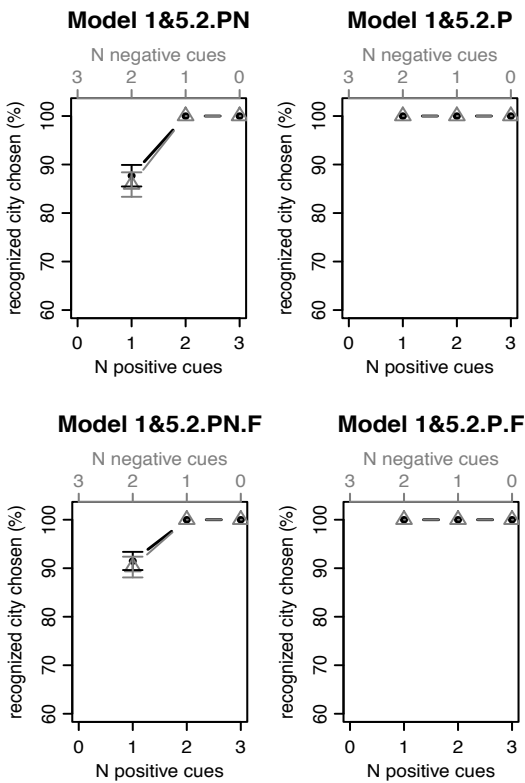 Model 1&5.2.PN
N negative cues
3 2 1 0
recognized city chosen (%)
100
90
80
70
60
0 1 2 3
N positive cues
Model 1&5.2.P
N negative cues
3 2 1 0
recognized city chosen (%)
100
90
80
70
60
0 1 2 3
N positive cues
Model 1&5.2.PN.F
N negative cues
3 2 1 0
recognized city chosen (%)
100
90
80
70
60
0 1 2 3
N positive cues
Model 1&5.2.P.F
N negative cues
3 2 1 0
recognized city chosen (%)
100
90
80
70
60
0 1 2 3
N positive cues